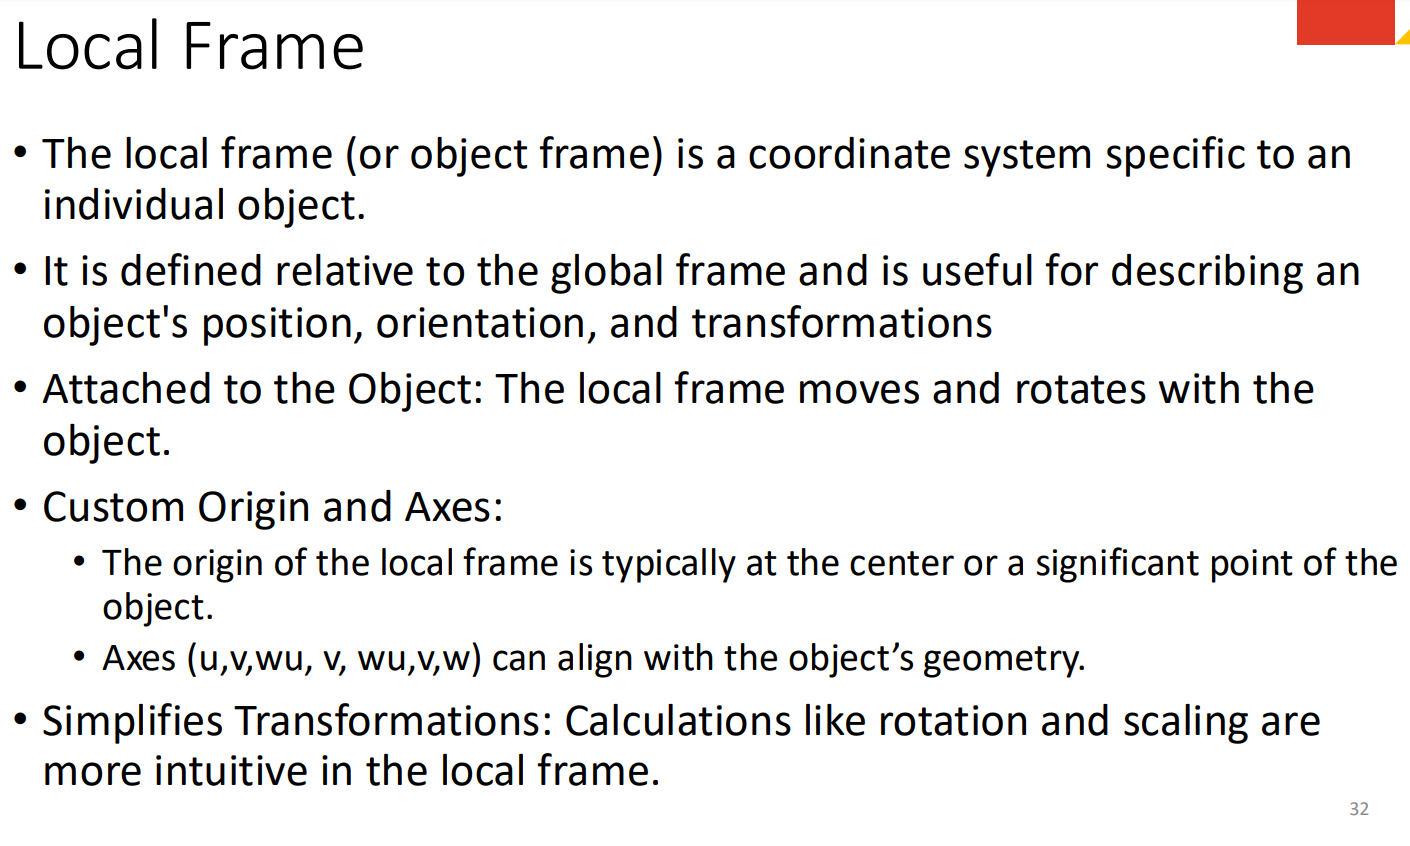 Local Frame
• The local frame (or object frame) is a coordinate system specific to an
individual object.
• It is defined relative to the global frame and is useful for describing an
object's position, orientation, and transformations
• Attached to the Object: The local frame moves and rotates with the
object.
• Custom Origin and Axes:
• The origin of the local frame is typically at the center or a significant point of the
object.
• Axes (u,v,wu, v, wu,v,w) can align with the object’s geometry.
• Simplifies Transformations: Calculations like rotation and scaling are
more intuitive in the local frame.
32